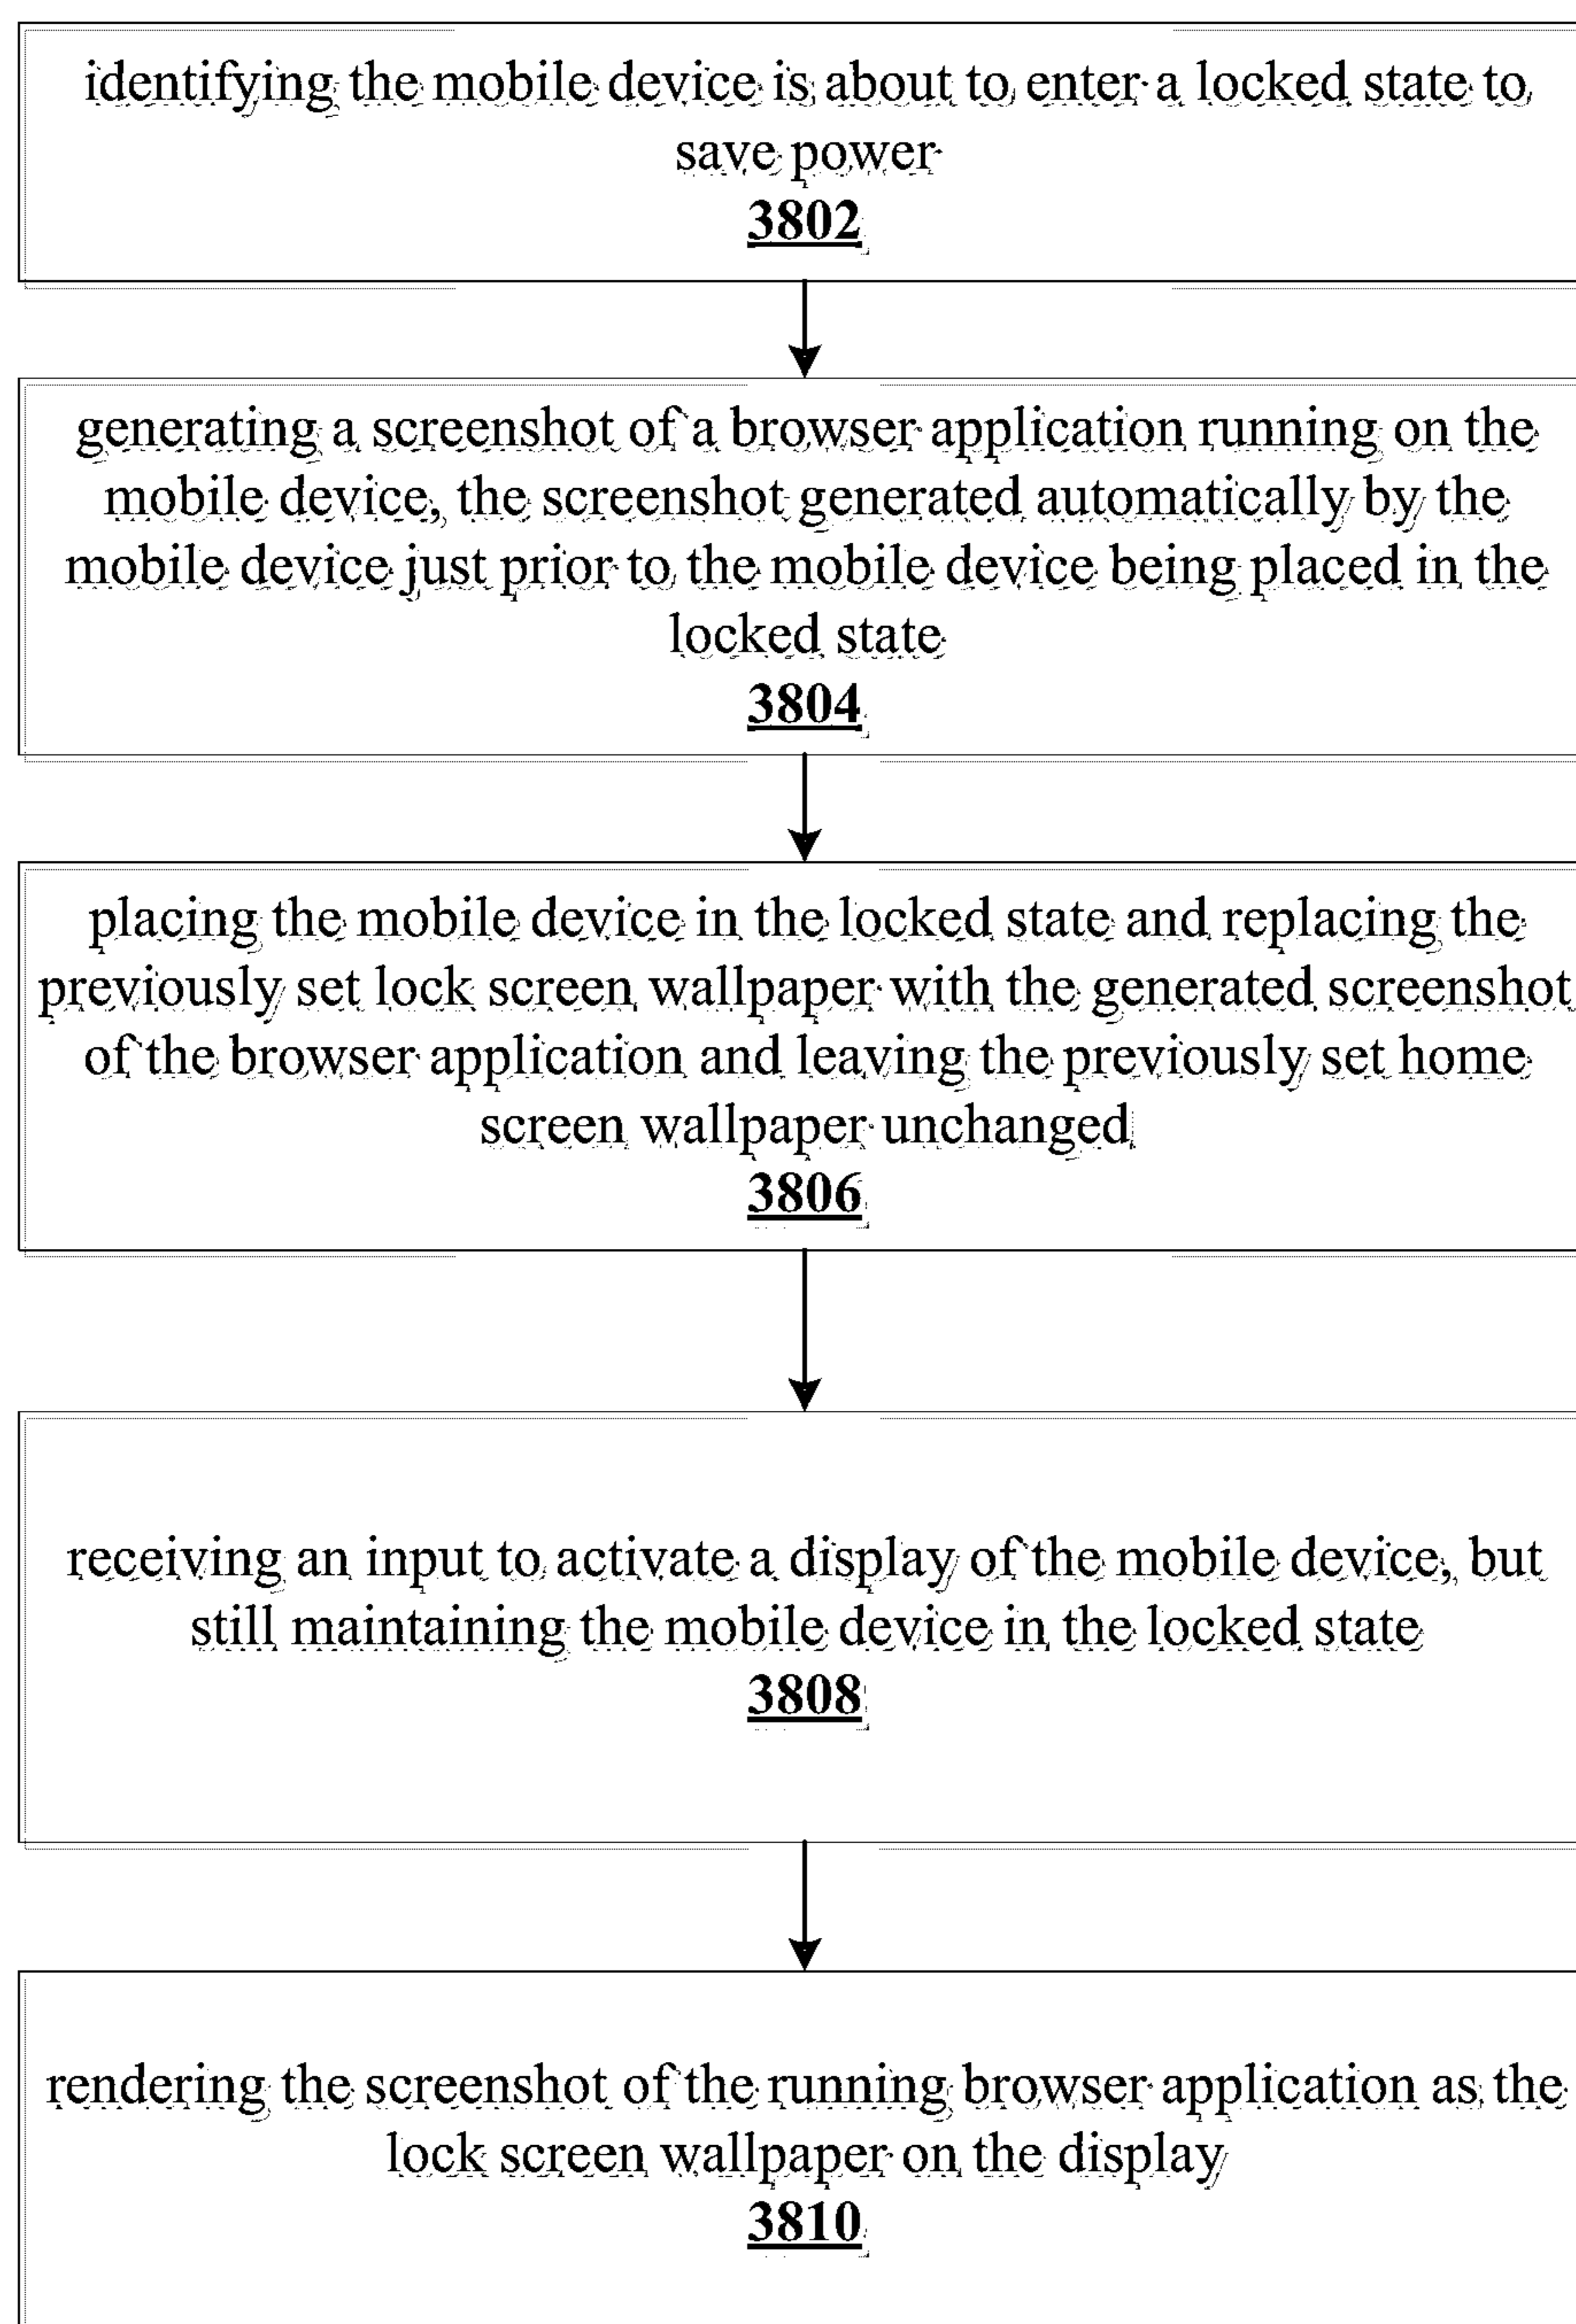 identifying the mobile device is about to enter a locked state to
save power
3802
generating a screenshot of a browser application running on the
mobile device, the screenshot generated automatically by the
mobile device just prior to the mobile device being placed in the
locked state
3804
placing the mobile device in the locked state and replacing the
previously set lock screen wallpaper with the generated screenshot
of the browser application and leaving the previously set home
screen wallpaper unchanged
3806
receiving an input to activate a display of the mobile device, but
still maintaining the mobile device in the locked state
3808
rendering the screenshot of the running browser application as the
lock screen wallpaper on the display
3810